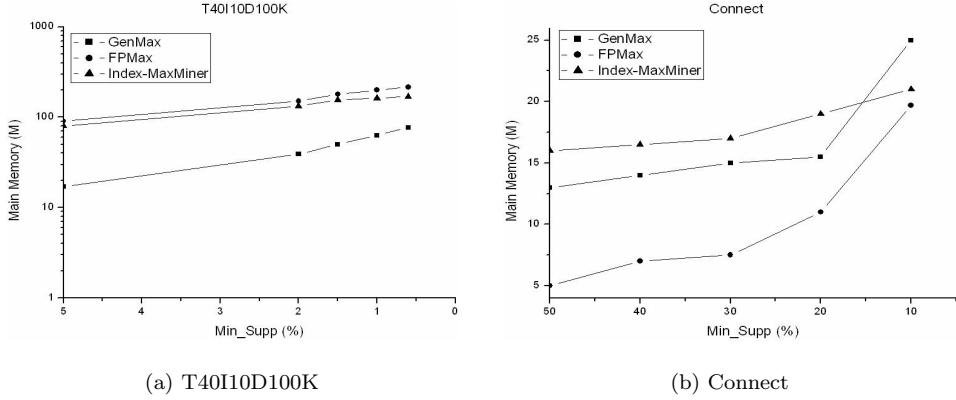 T40I10D100K
1000
100
10
1
Main Memory (M)
GenMax
FPMax
Index-MaxMiner
5
4
3
2
1
0
Min_Supp (%)
(a) T40I10D100K
Connect
25
20
15
10
5
Main Memory (M)
GenMax
FPMax
Index-MaxMiner
50
40
30
20
10
Min_Supp (%)
(b) Connect